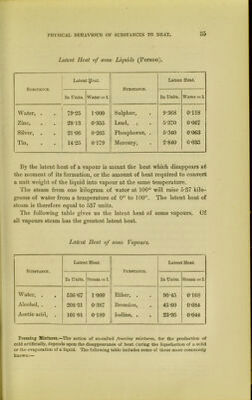 PHYSICAL BEHAVIOUR OF SUBSTANCES TO HEAT. 35
Latent Heat of some Liquids (Person).
Substance. Latent Heat. Substance. Latent Heat.
In Units. Water = 1. In Units. Water = 1.
Water, . . 79·25 1·000 Sulphur, . 9·368 0·118
Zinc, . . 28·13 0·355 Lead, . . 5·370 0·067
Silver, . . 21·06 0·265 Phosphorus, . 5·340 0·063
Tin, . . 14·25 0·179 Mercury, . 2·840 0·035
By the latent heat of a vapour is meant the heat which disappears at
the moment of its formation, or the amount of heat required to convert
a unit weight of the liquid into vapour at the same temperature.
The steam from one kilogram of water at 100° will raise 5·37 kilo-
grams of water from a temperature of 0° to 100°. The latent heat of
steam is therefore equal to 537 units.
The following table gives us the latent heat of some vapours. Of
all vapours steam has the greatest latent heat.
Latent Heat of some Vapours.
Substance. Latent Heat. Substance. Latent Heat.
In Units. Steam = 1. In Units. Steam = 1.
Water, . . 536·67 1·000 Ether, . . 90·45 0·168
Alcohol, . . 208·31 0·387 Bromine, . 45·60 0·084
Acetic acid, . 101·91 0·189 Iodine, . . 23·95 0·044
Freezing Mixtures.—The action of so-called freezing mixtures, for the production of
cold artificially, depends upon the disappearance of heat during the liquefaction of a solid
or the evaporation of a liquid. The following table includes some of those most commonly
known:—